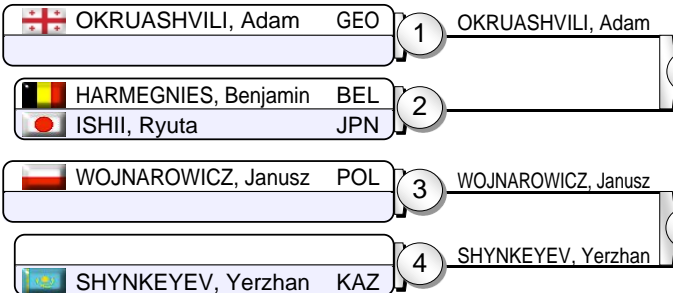 OKRUASHVILI, Adam GEO
1
OKRUASHVILI, Adam
HARMEGNIES, Benjamin BEL
2
ISHII, Ryuta JPN
WOJNAROWICZ, Janusz POL
3
WOJNAROWICZ, Janusz
4
SHYNKEYEV, Yerzhan
SHYNKEYEV, Yerzhan KAZ